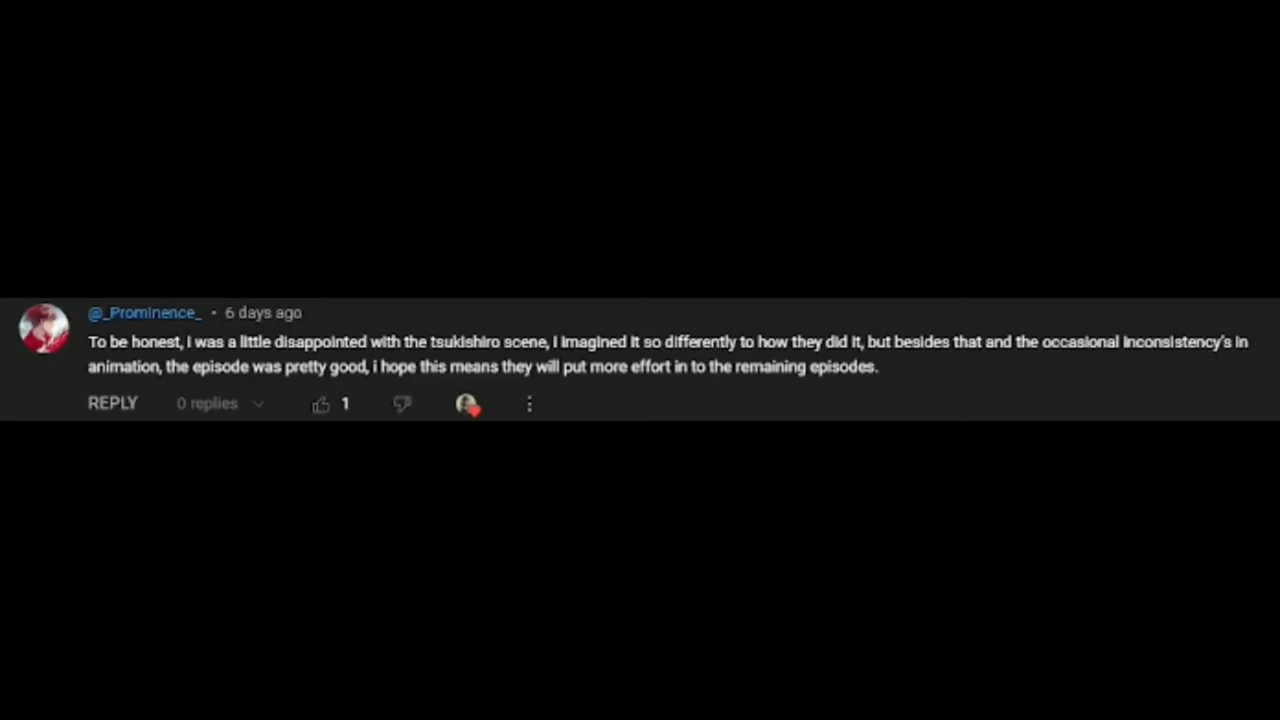 @_Prominence_ • 6 days ago
To be honest, i was a little disappointed with the tsukishiro scene, i imagined it so differently to how they did it, but besides that and the occasional inconsistency's in
animation, the episode was pretty good, i hope this means they will put more effort in to the remaining episodes.
REPLY 0 replies 1